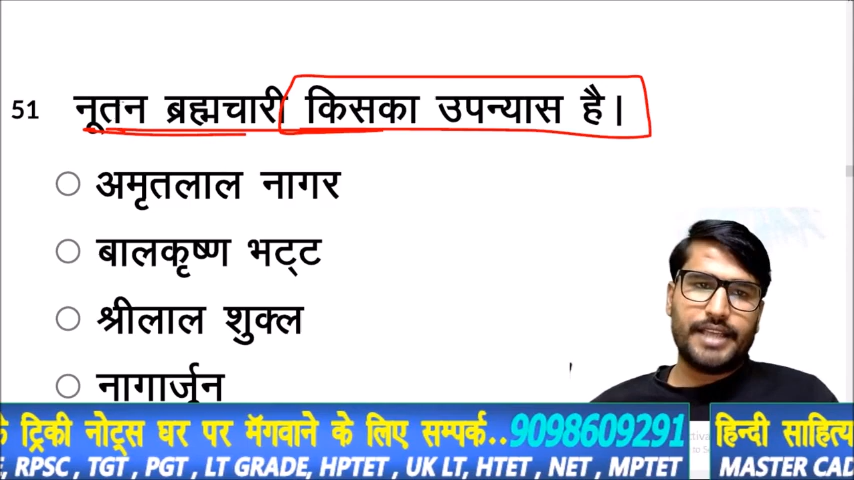 51 नूतन ब्रह्मचारी किसका उपन्यास है।
अमृतलाल नागर
बालकृष्ण भट्ट
श्रीलाल शुक्ल
नागार्जुन
के ट्रिकी नोट्स घर पर मॅगवाने के लिए सम्पर्क..9098609291 हिन्दी साहित्य
RPSC, TGT, PGT, LT GRADE, HPTET, UK LT, HTET, NET, MPTET MASTER CAD